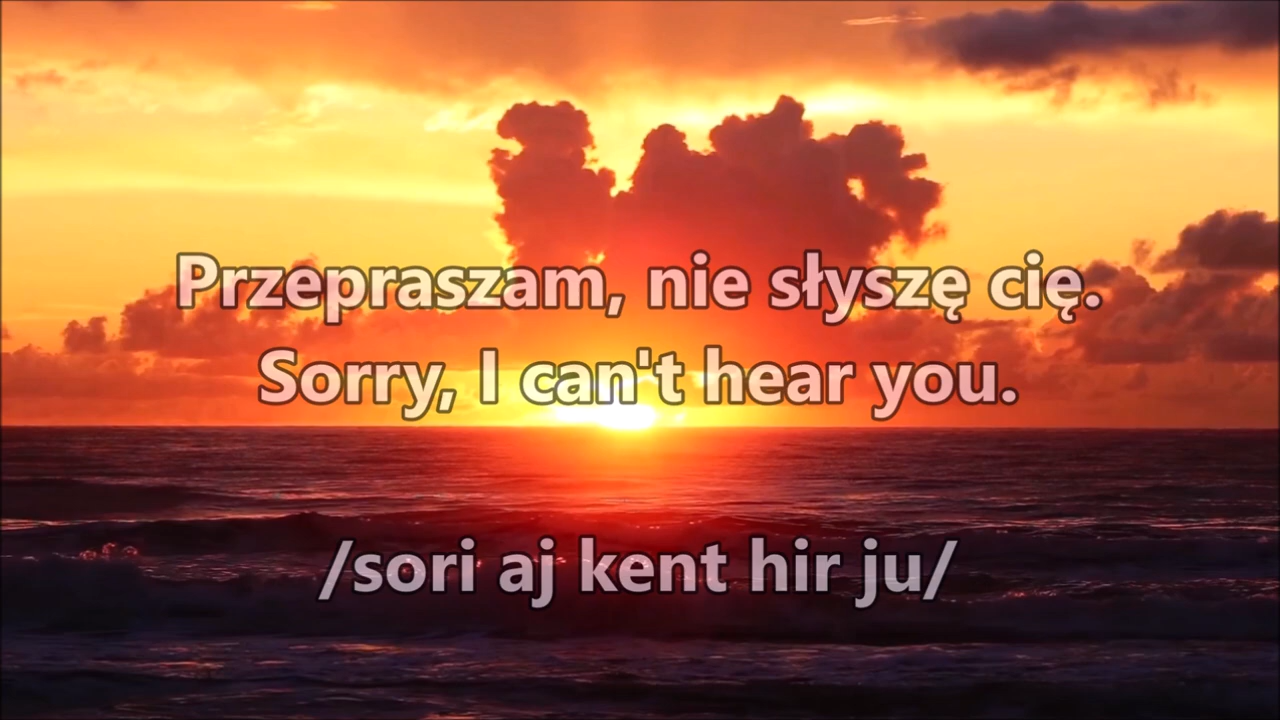 Przepraszam, nie słyszę cię.
Sorry, I can't hear you.
/sori aj kent hir ju/